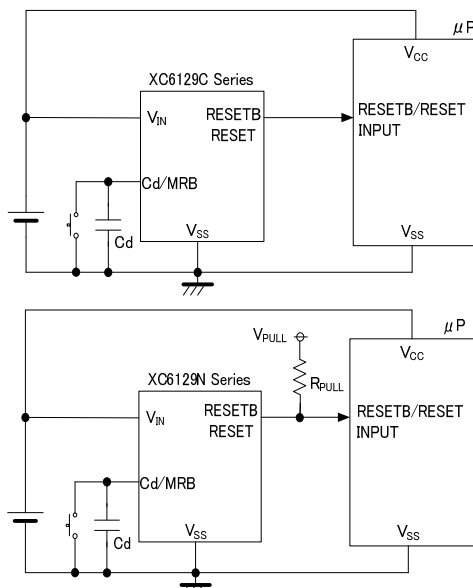 μP
VCC
XC6129C Series
RESETB
RESET
VIN
RESETB/RESET
INPUT
Cd/MRB
Cd
VSS
VSS
μP
VPULL
VCC
RPULL
XC6129N Series
RESETB
RESET
VIN
RESETB/RESET
INPUT
Cd/MRB
Cd
VSS
VSS